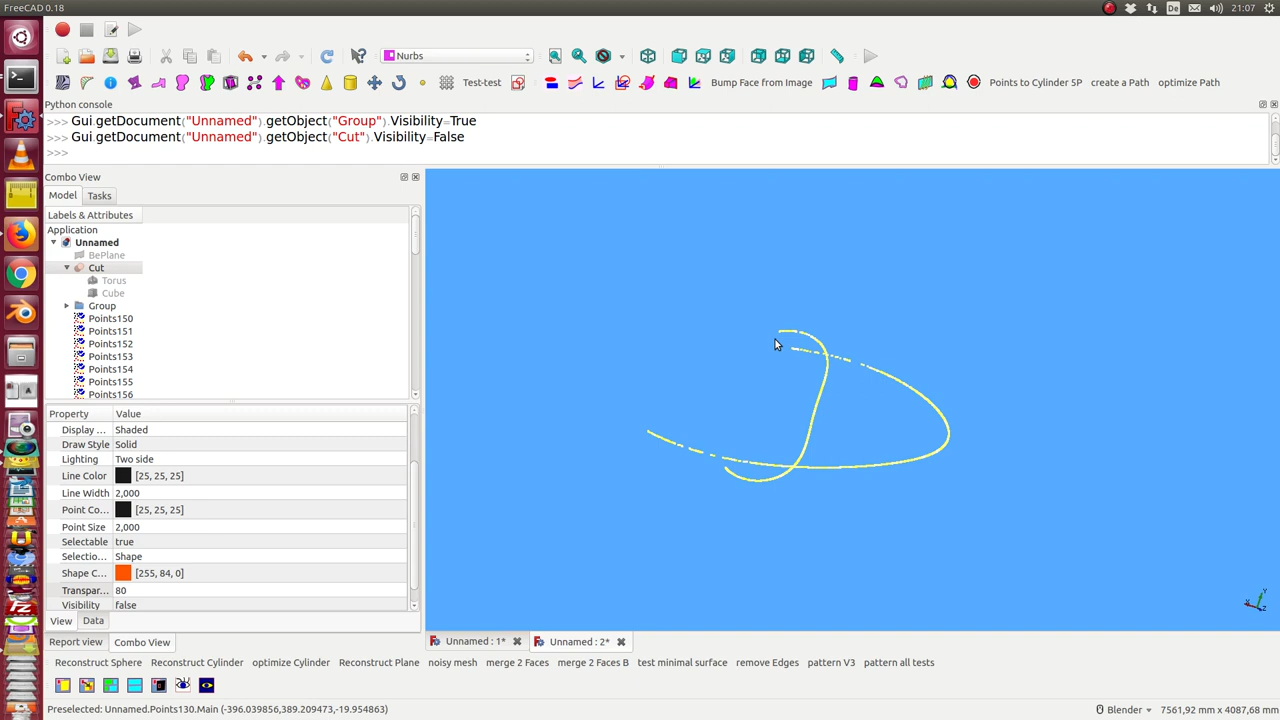 FreeCAD 0.18
De
21:07
Nurbs
Test-test
Bump Face from Image
Points to Cylinder 5P
create a Path
optimize Path
Python console
>>> Gui.getDocument("Unnamed").getObject("Group").Visibility=True
>>> Gui.getDocument("Unnamed").getObject("Cut").Visibility=False
>>>
Combo View
Model
Tasks
Labels & Attributes
Application
Unnamed
BePlane
Cut
Torus
Cube
Group
Points150
Points151
Points152
Points153
Points154
Points155
Points156
Property Value
Display ... Shaded
Draw Style Solid
Lighting Two side
Line Color [25, 25, 25]
Line Width 2,000
Point Co... [25, 25, 25]
Point Size 2,000
Selectable true
Selectio... Shape
Shape C... [255, 84, 0]
Transpar... 80
Visibility false
View Data
Report view Combo View
Unnamed : 1*
Unnamed : 2*
Reconstruct Sphere Reconstruct Cylinder optimize Cylinder Reconstruct Plane noisy mesh merge 2 Faces merge 2 Faces B test minimal surface remove Edges pattern V3 pattern all tests
Preselected: Unnamed.Points130.Main (-396.039856,389.209473,-19.954863)
Blender
7561,92 mm x 4087,68 mm